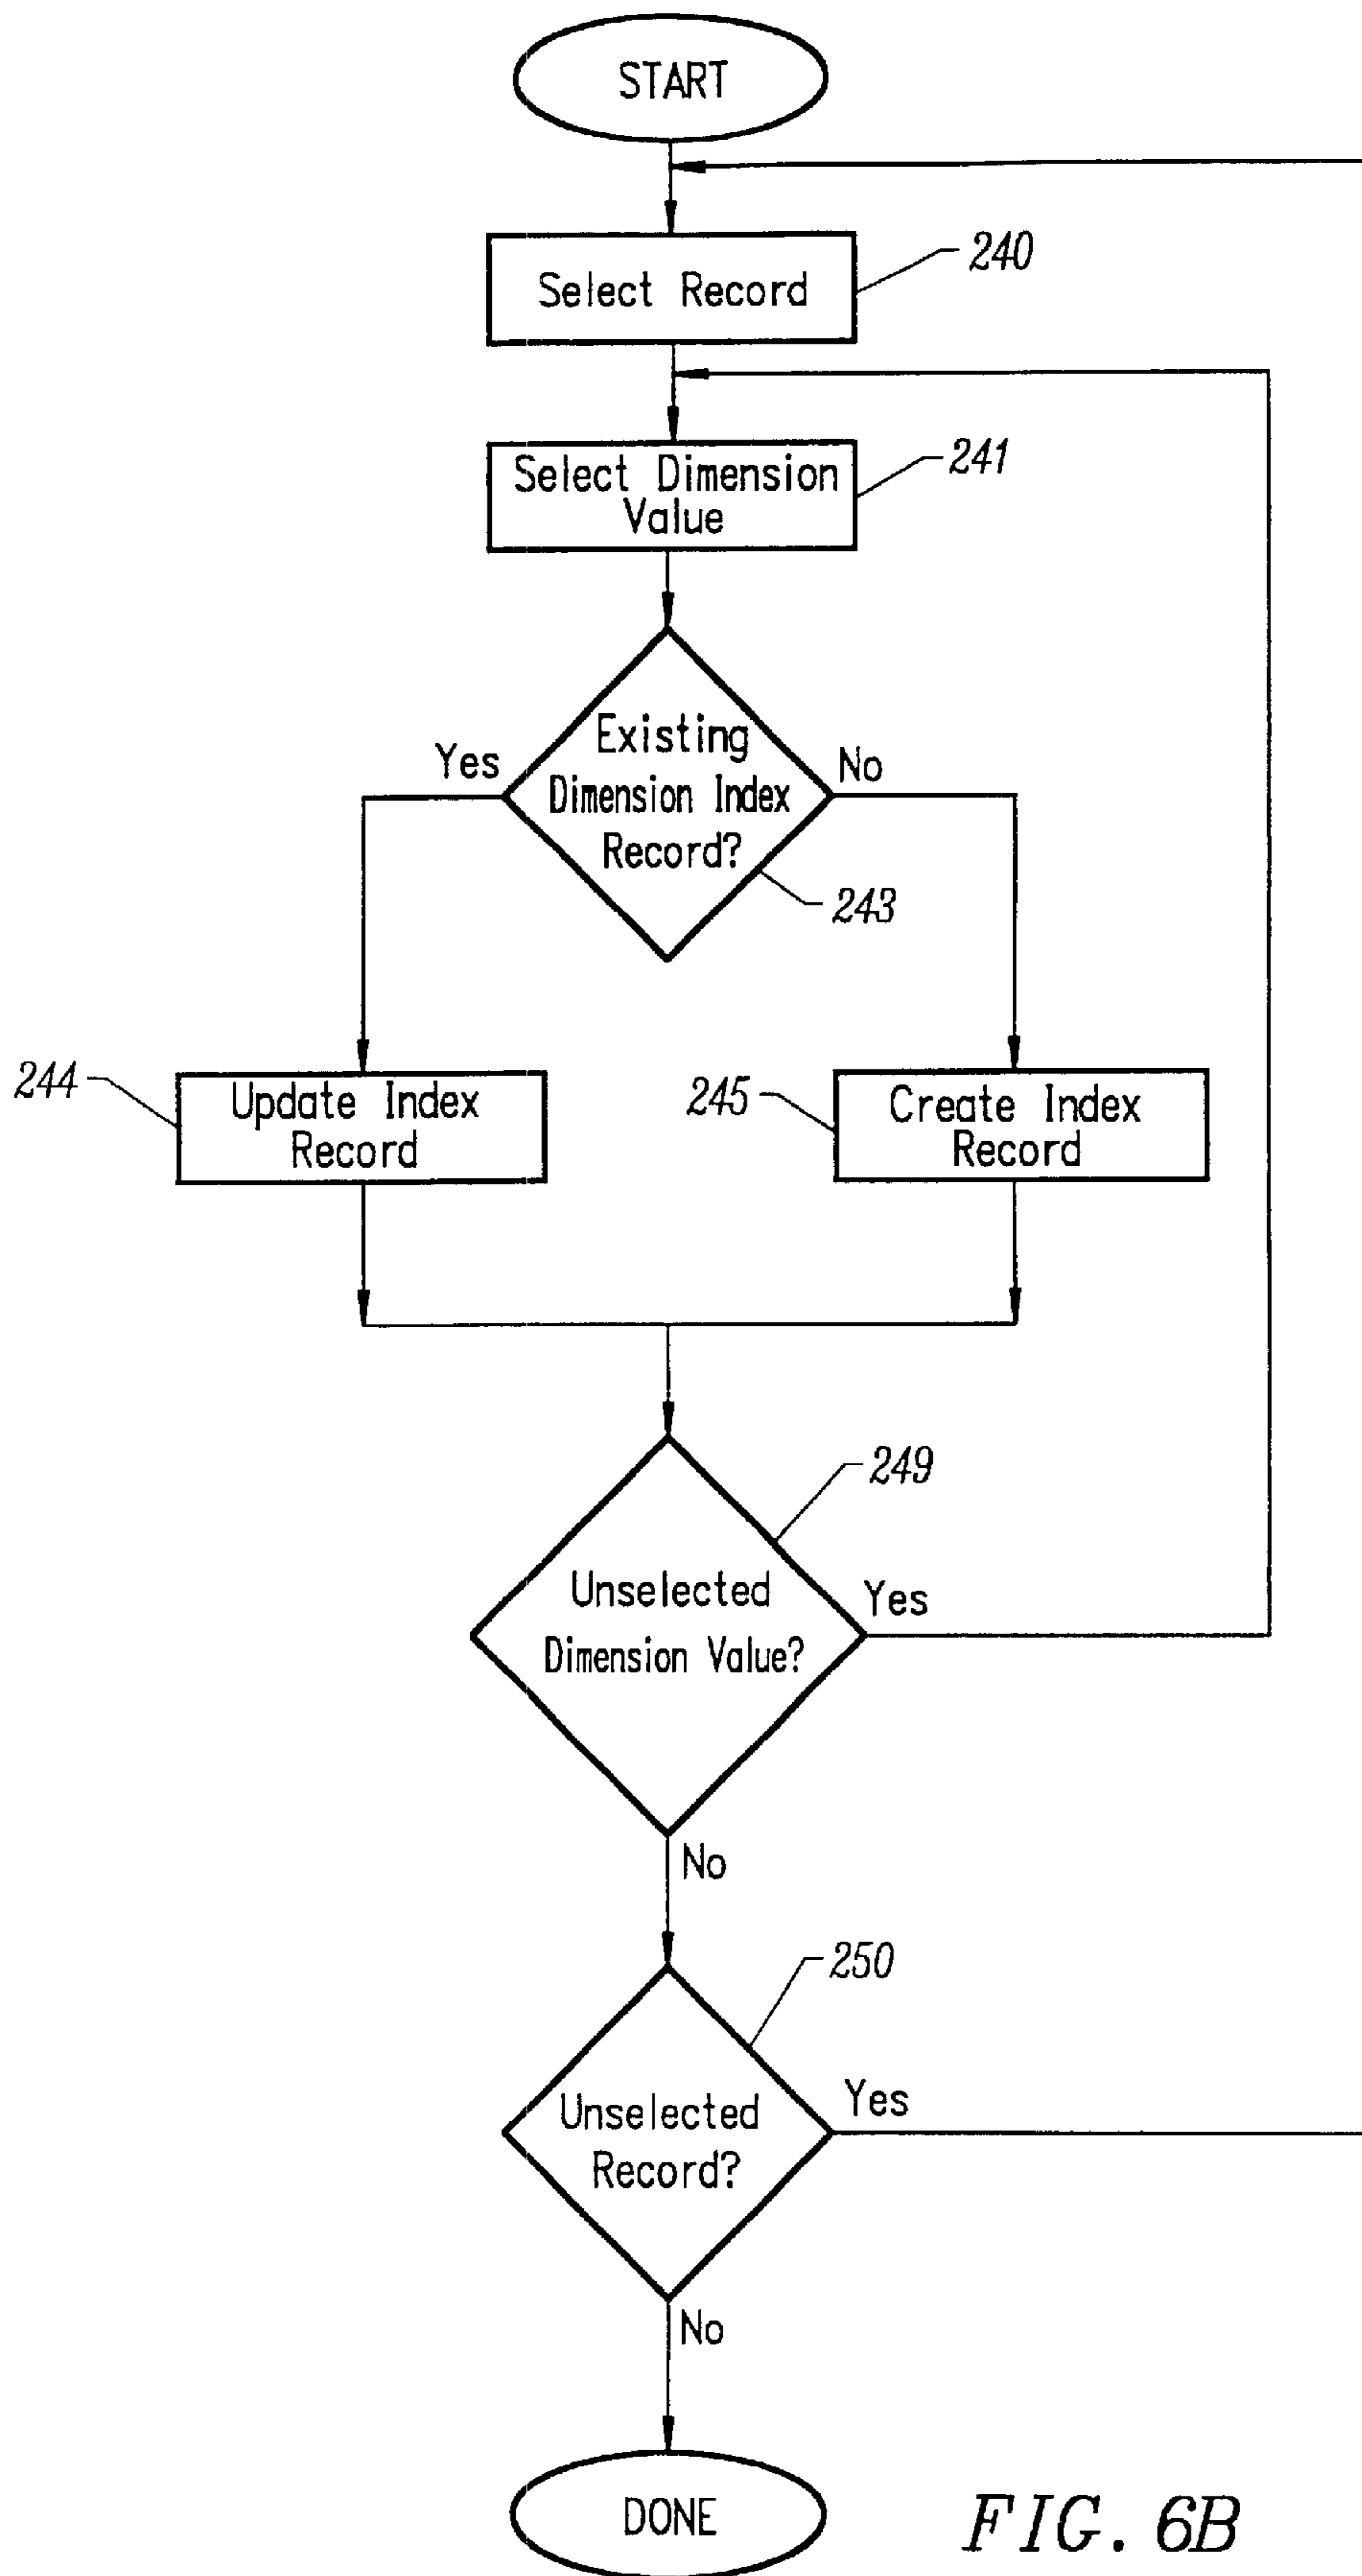 START
Select Record
240
Select Dimension
Value
241
Existing
Dimension Index
Record?
Yes
No
243
244
Update Index
Record
245
Create Index
Record
249
Unselected
Dimension Value?
Yes
No
250
Unselected
Record?
Yes
No
DONE
FIG. 6B